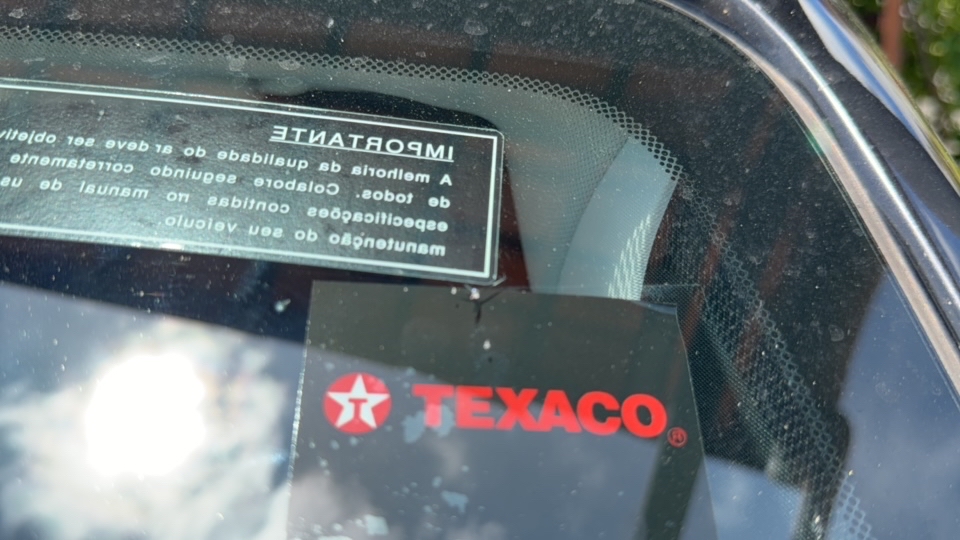 IMPORTANTE
A melhoria da qualidade do ar deve ser
de todos. Colabore seguindo corretamente
especificações contidas no manual de
manutenção do seu veículo
TEXACO®